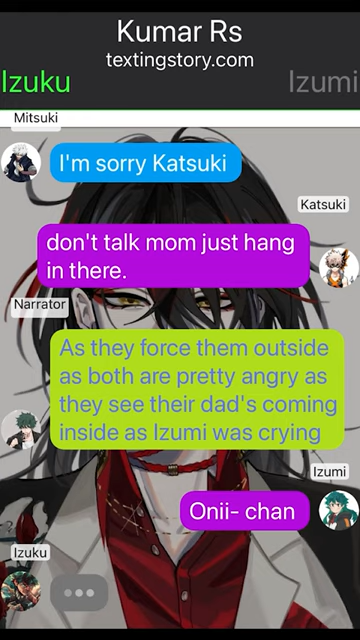 Kumar Rs
textingstory.com
Izuku
Izumi
Mitsuki
I'm sorry Katsuki
Katsuki
don't talk mom just hang
in there.
Narrator
As they force them outside
as both are pretty angry as
they see their dad's coming
inside as Izumi was crying
Izumi
Onii- chan
Izuku